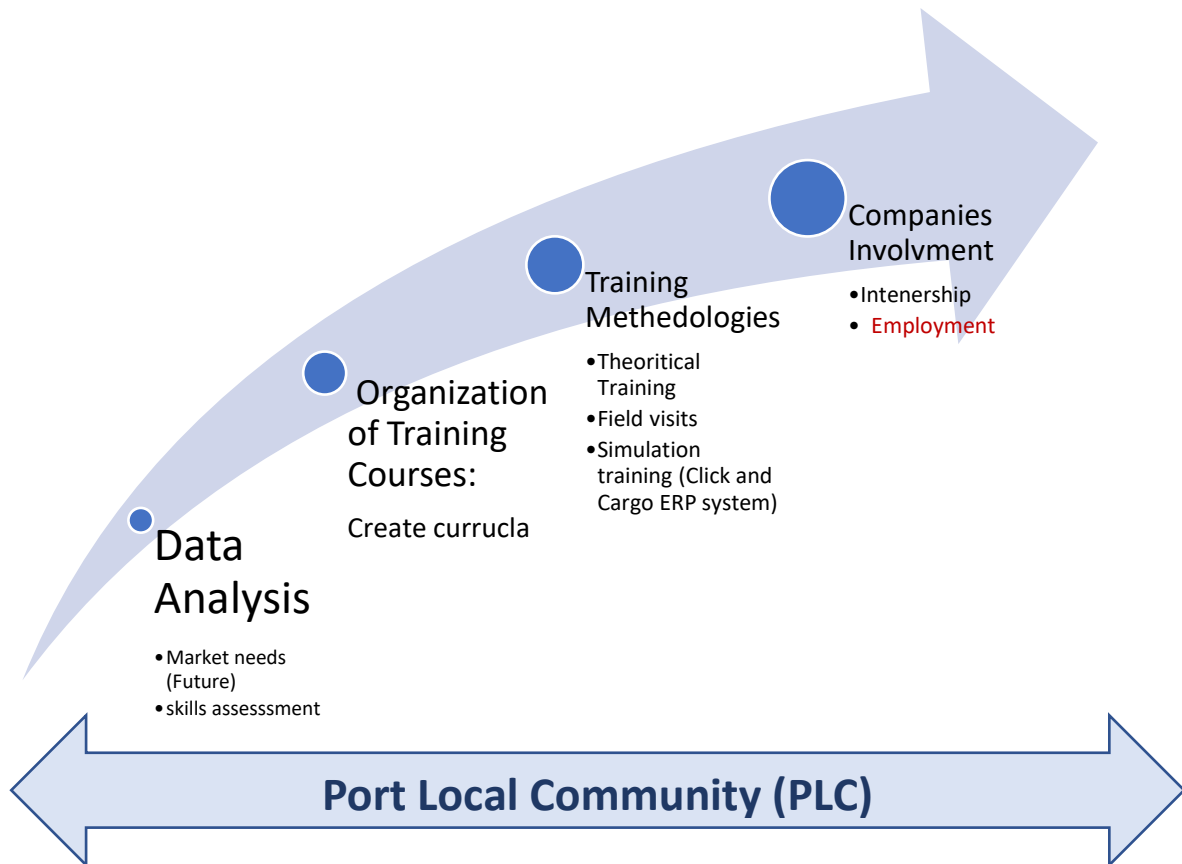 Data
Analysis
•Market needs
(Future)
•skills assesssment
Organization
of Training
Courses:
Create currucla
Training
Methedologies
•Theoritical
Training
•Field visits
•Simulation
training (Click and
Cargo ERP system)
Companies
Involvment
•Intenership
• Employment
Port Local Community (PLC)